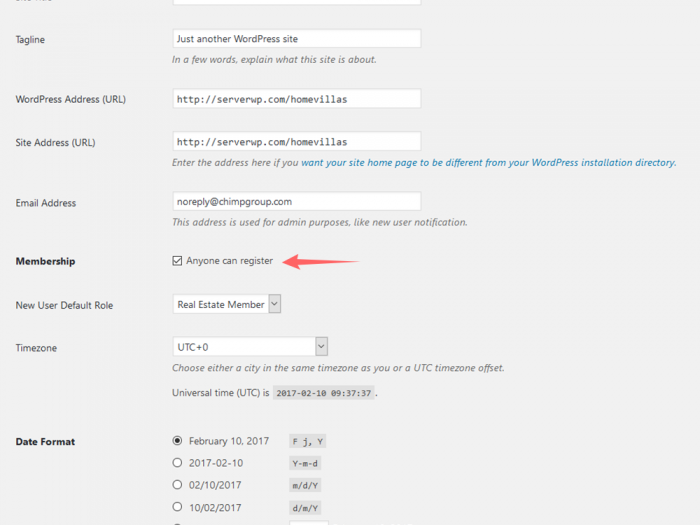 Tagline
Just another WordPress site
In a few words, explain what this site is about.
WordPress Address (URL)
http://serverwp.com/homevillas
Site Address (URL)
http://serverwp.com/homevillas
Enter the address here if you want your site home page to be different from your WordPress installation directory.
Email Address
noreply@chimpgroup.com
This address is used for admin purposes, like new user notification.
Membership
Anyone can register
New User Default Role
Real Estate Member
Timezone
UTC+0
Choose either a city in the same timezone as you or a UTC timezone offset.
Universal time (UTC) is 2017-02-10 09:37:37 .
Date Format
February 10, 2017 F j, Y
2017-02-10 Y-m-d
02/10/2017 m/d/Y
10/02/2017 d/m/Y